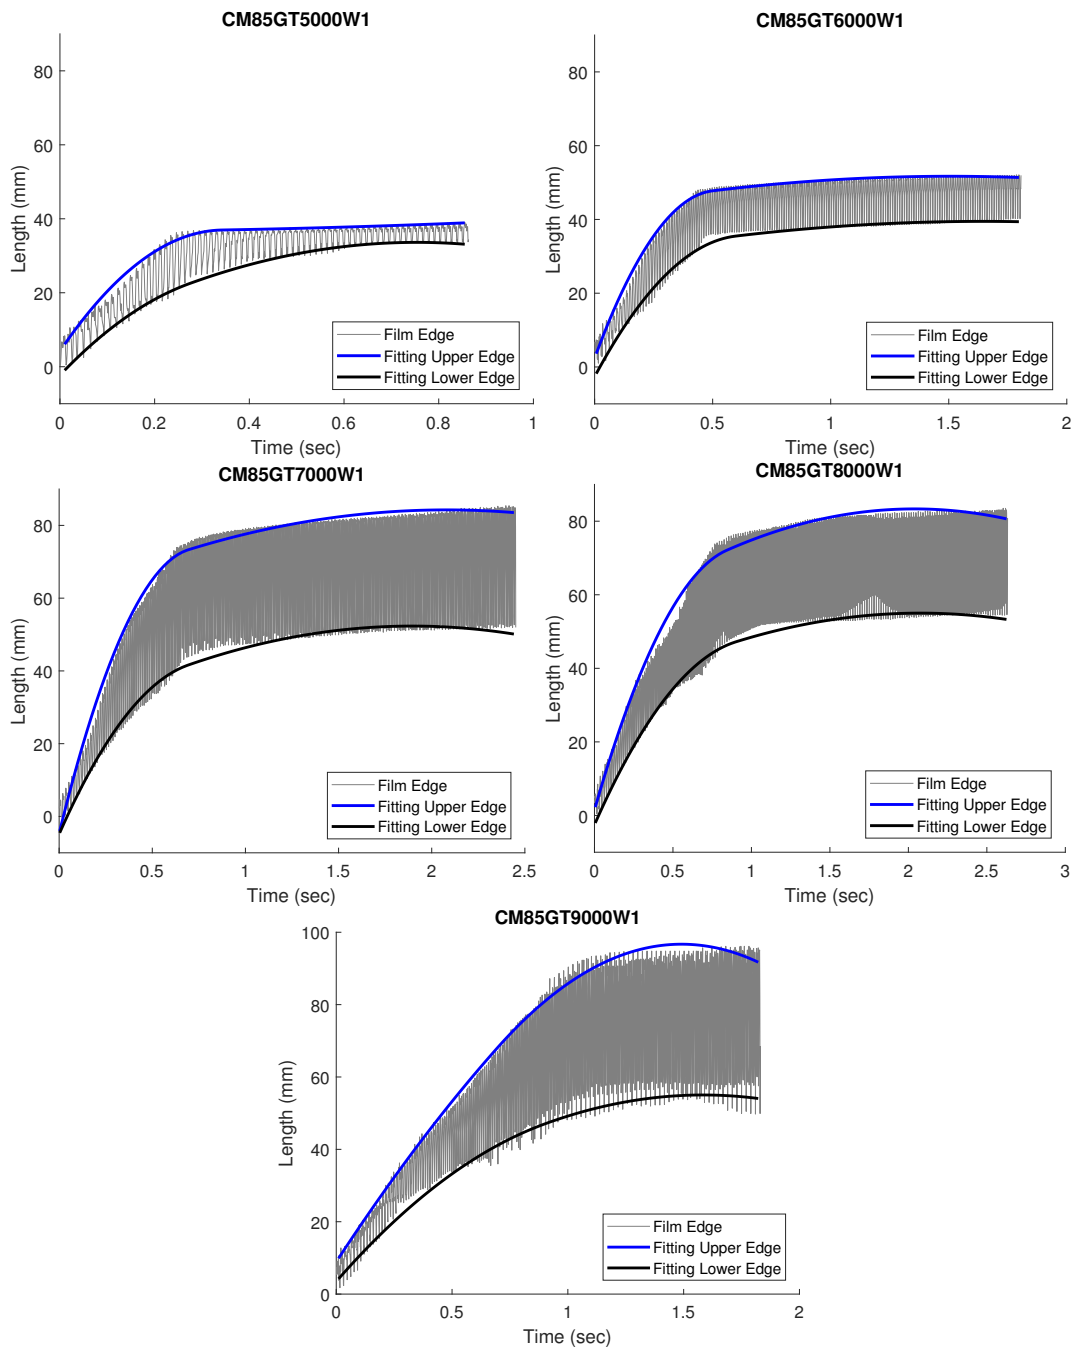 CM85GT5000W1
80
60
40
20
0
Length (mm)
Film Edge
Fitting Upper Edge
Fitting Lower Edge
0 0.2 0.4 0.6 0.8 1
Time (sec)
CM85GT6000W1
80
60
40
20
0
Length (mm)
Film Edge
Fitting Upper Edge
Fitting Lower Edge
0 0.5 1 1.5 2
Time (sec)
CM85GT7000W1
80
60
40
20
0
Length (mm)
Film Edge
Fitting Upper Edge
Fitting Lower Edge
0 0.5 1 1.5 2 2.5
Time (sec)
CM85GT8000W1
80
60
40
20
0
Length (mm)
Film Edge
Fitting Upper Edge
Fitting Lower Edge
0 0.5 1 1.5 2 2.5 3
Time (sec)
CM85GT9000W1
100
80
60
40
20
0
Length (mm)
Film Edge
Fitting Upper Edge
Fitting Lower Edge
0 0.5 1 1.5 2
Time (sec)